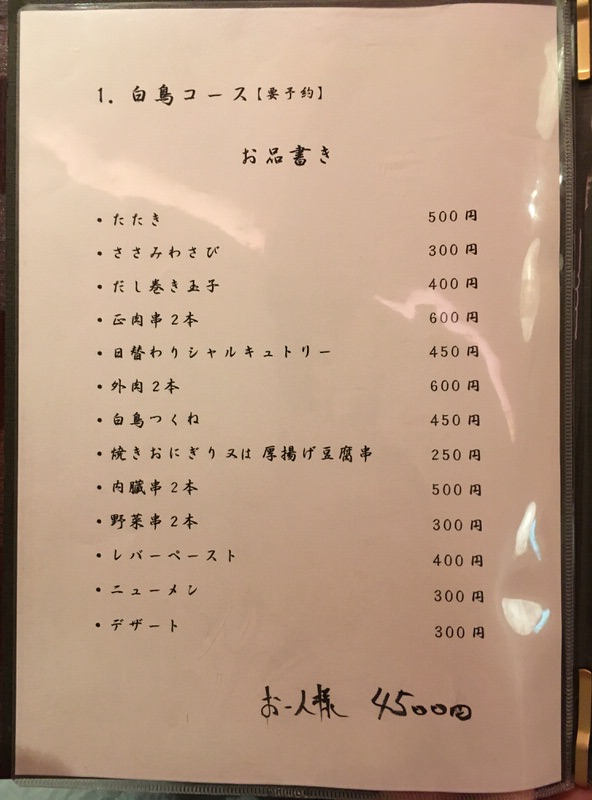 1. 白鳥コース【要予約】
お品書き
・たたき 500円
・ささみわさび 300円
・だし巻き玉子 400円
・正肉串2本 600円
・日替わりシャルキュトリー 450円
・外肉2本 600円
・白鳥つくね 450円
・焼きおにぎり又は 厚揚げ豆腐串 250円
・内臓串2本 500円
・野菜串2本 300円
・レバーペースト 400円
・ニューメン 300円
・デザート 300円
お一人様 4500円